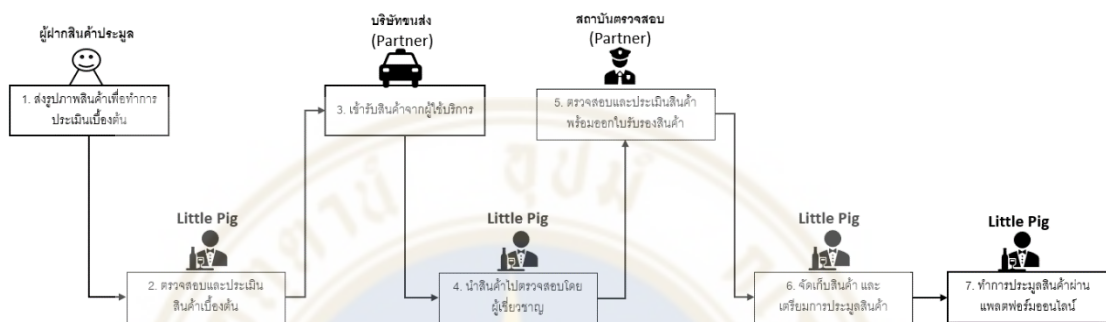 ผู้ฝากสินค้าประมูล
1. ส่งรูปภาพสินค้าเพื่อทำการ
ประเมินเบื้องต้น
Little Pig
2. ตรวจสอบและประเมิน
สินค้าเบื้องต้น
บริษัทขนส่ง
(Partner)
3. เข้ารับสินค้าจากผู้ใช้บริการ
Little Pig
4. นำสินค้าไปตรวจสอบโดย
ผู้เชี่ยวชาญ
สถาบันตรวจสอบ
(Partner)
5. ตรวจสอบและประเมินสินค้า
พร้อมออกใบรับรองสินค้า
Little Pig
6. จัดเก็บสินค้า และ
เตรียมการประมูลสินค้า
Little Pig
7. ทำการประมูลสินค้าผ่าน
แพลตฟอร์มออนไลน์